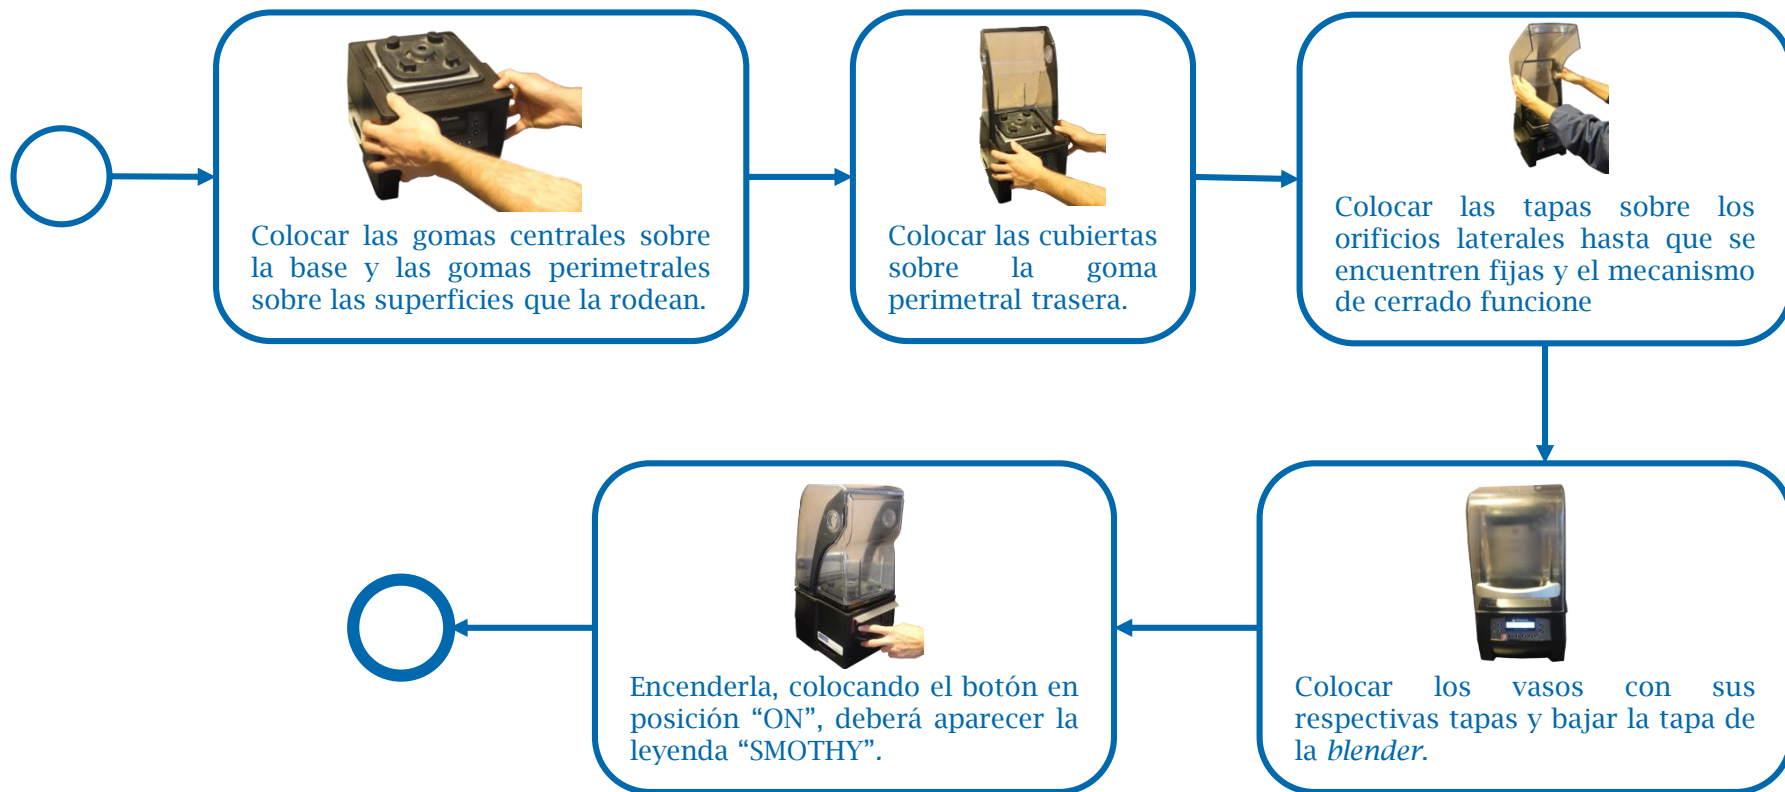 Colocar las gomas centrales sobre
la base y las gomas perimetrales
sobre las superficies que la rodean.
Colocar las cubiertas
sobre la goma
perimetral trasera.
Colocar las tapas sobre los
orificios laterales hasta que se
encuentren fijas y el mecanismo
de cerrado funcione
Colocar los vasos con sus
respectivas tapas y bajar la tapa de
la blender.
Encenderla, colocando el botón en
posición “ON”, deberá aparecer la
leyenda “SMOTHY”.